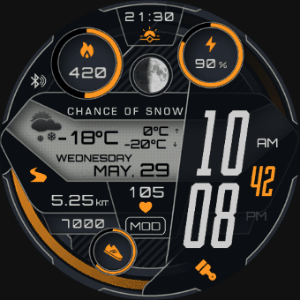 21:30
420
90 %
CHANCE OF SNOW
-18°C
0°C ↑
-20°C ↓
WEDNESDAY
MAY, 29
10
08
AM
PM
42
5.25 KM
105
7000
MOD